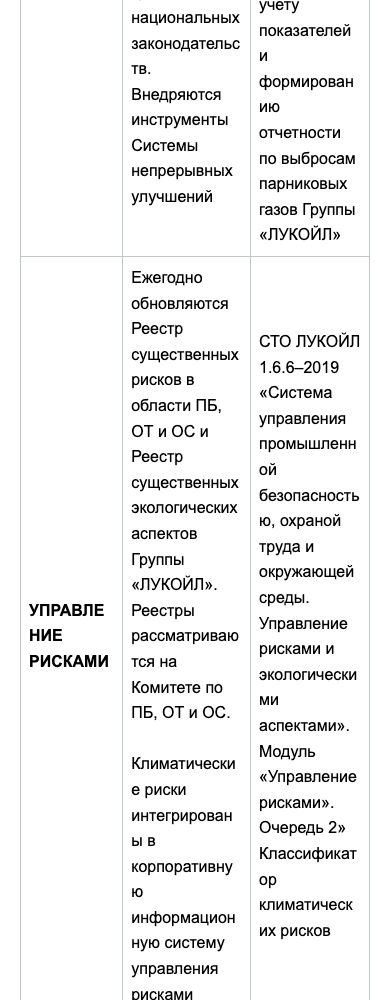 национальных
законодательс
тв.
Внедряются
инструменты
Системы
непрерывных
улучшений
учету
показателей
и
формирован
ию
отчетности
по выбросам
парниковых
газов Группы
«ЛУКОЙЛ»
УПРАВЛЕ
НИЕ
РИСКАМИ
Ежегодно
обновляются
Реестр
существенных
рисков в
области ПБ,
ОТ и ОС и
Реестр
существенных
экологических
аспектов
Группы
«ЛУКОЙЛ».
Реестры
рассматриваю
тся на
Комитете по
ПБ, ОТ и ОС.
Климатически
е риски
интегрирован
ы в
корпоративну
ю
информацион
ную систему
управления
рисками
СТО ЛУКОЙЛ
1.6.6–2019
«Система
управления
промышленн
ой
безопасность
ю, охраной
труда и
окружающей
среды.
Управление
рисками и
экологически
ми
аспектами».
Модуль
«Управление
рисками».
Очередь 2»
Классификат
ор
климатическ
их рисков